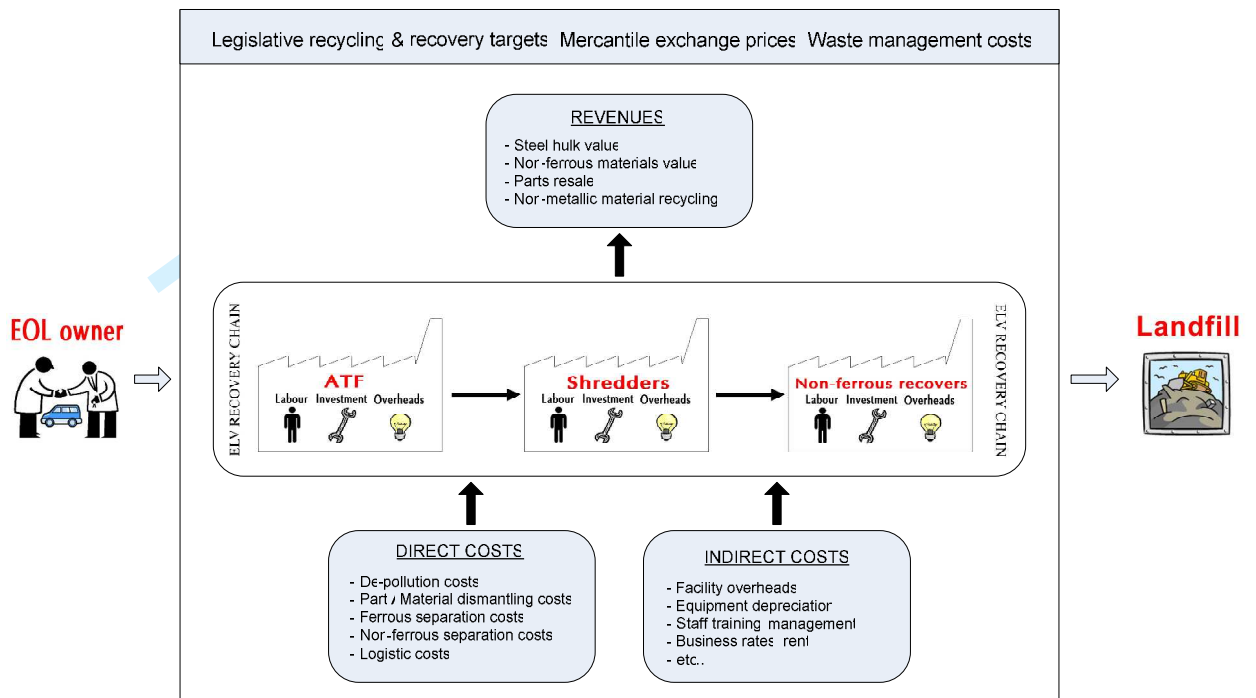 Legislative recycling & recovery targets Mercantile exchange prices Waste management costs
REVENUES
- Steel hulk value
- Nor-ferrous materials value
- Parts resale
- Nor-metallic material recycling
EOL owner
ELV RECOVERY CHAIN
ATF
Labour Investment Overheads
Shredders
Labour Investment Overheads
Non-ferrous recovers
Labour Investment Overheads
ELV RECOVERY CHAIN
Landfill
DIRECT COSTS
- De-pollution costs
- Part / Material dismantling costs
- Ferrous separation costs
- Nor-ferrous separation costs
- Logistic costs
INDIRECT COSTS
- Facility overheads
- Equipment depreciation
- Staff training management
- Business rates rent
- etc..